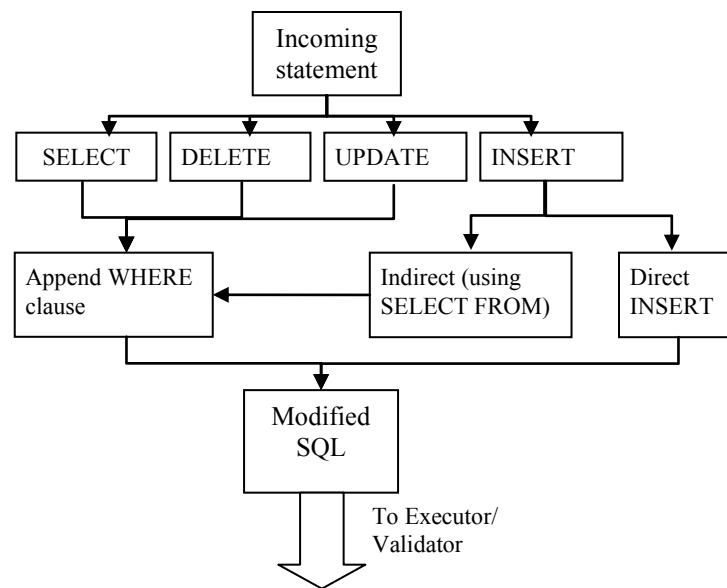 Incoming
statement
SELECT
DELETE
UPDATE
INSERT
Append WHERE
clause
Indirect (using
SELECT FROM)
Direct
INSERT
Modified
SQL
To Executor/
Validator